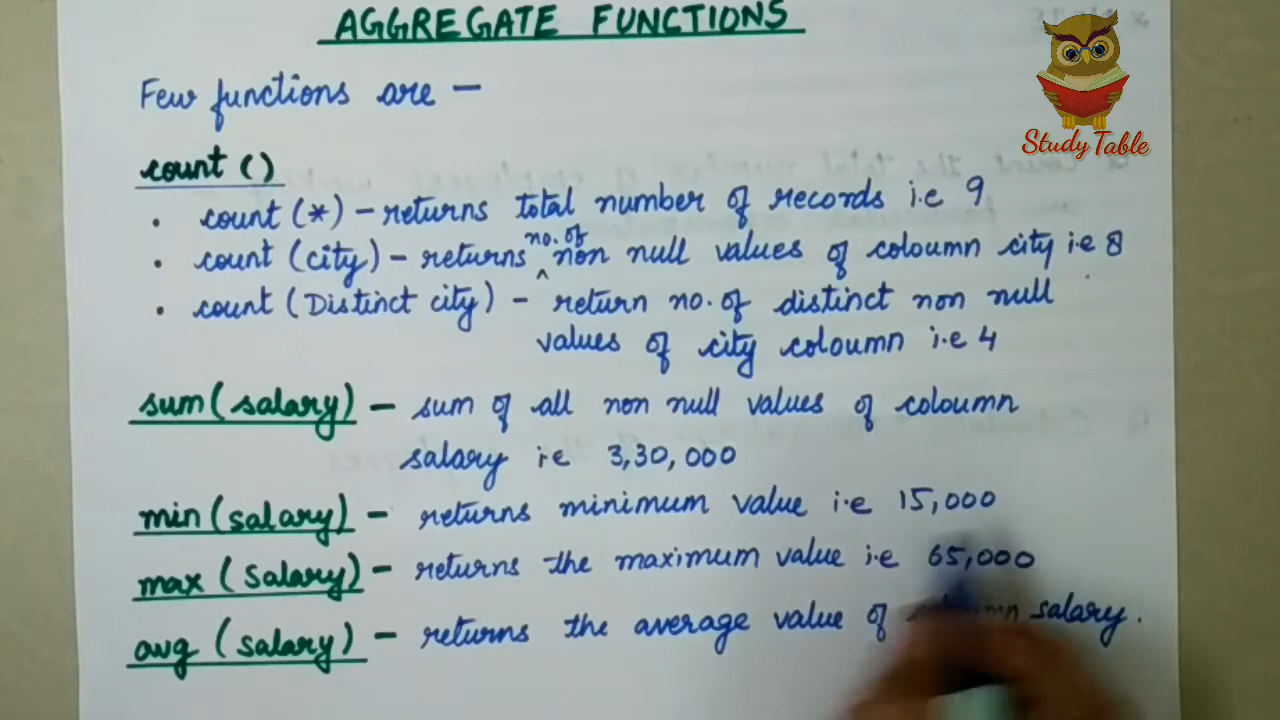 AGGREGATE FUNCTIONS
Few functions are —
count ()
• count (*) – returns total number of records i.e 9
no. of
• count (city) – returns ^ non null values of coloumn city i.e 8
• count (Distinct city) – return no. of distinct non null
values of city coloumn i.e 4
sum (salary) – sum of all non null values of coloumn
salary i.e 3,30,000
min (salary) – returns minimum value i.e 15,000
max (salary) – returns the maximum value i.e 65,000
avg (salary) – returns the average value of salary.
Study Table